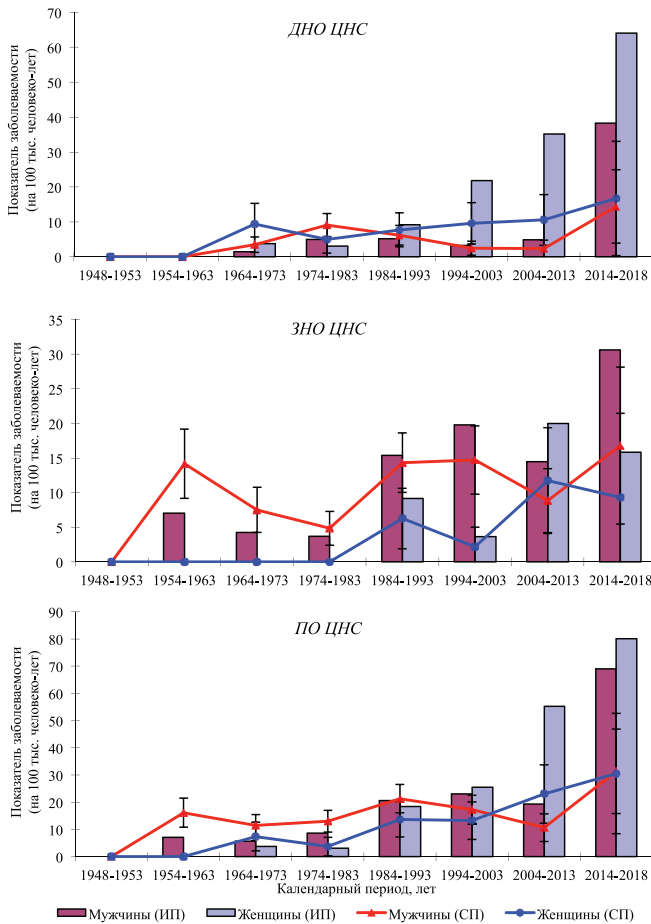 ДНО ЦНС
Показатель заболеваемости
(на 100 тыс. человеко-лет)
70
60
50
40
30
20
10
0
1948-1953 1954-1963 1964-1973 1974-1983 1984-1993 1994-2003 2004-2013 2014-2018
ЗНО ЦНС
Показатель заболеваемости
(на 100 тыс. человеко-лет)
35
30
25
20
15
10
5
0
1948-1953 1954-1963 1964-1973 1974-1983 1984-1993 1994-2003 2004-2013 2014-2018
ПО ЦНС
Показатель заболеваемости
(на 100 тыс. человеко-лет)
90
80
70
60
50
40
30
20
10
0
1948-1953 1954-1963 1964-1973 1974-1983 1984-1993 1994-2003 2004-2013 2014-2018
Календарный период, лет
Мужчины (ИП) Женщины (ИП) Мужчины (СП) Женщины (СП)